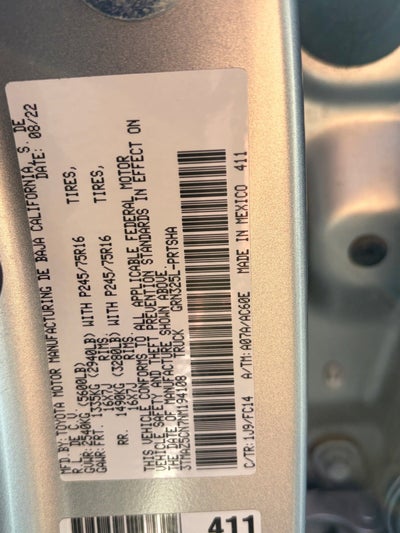 MFD.BY:TOYOTA MOTOR MANUFACTURING DE BAJA CALIFORNIA, S. DE
R. L. DE C. V. DATE: 08/22
GVWR: 2540KG (5600LB)
GAWR: FRT. 1335KG (2940LB) WITH P245/75R16 TIRES,
16X7J RIMS,
RR. 1490KG (3280LB) WITH P245/75R16 TIRES,
16X7J RIMS,
THIS VEHICLE CONFORMS TO ALL APPLICABLE FEDERAL MOTOR
VEHICLE SAFETY AND THEFT PREVENTION STANDARDS IN EFFECT ON
THE DATE OF MANUFACTURE SHOWN ABOVE.
3TMAZ5CN7NM194108 TRUCK GRN325L-PRTSHA
C/TR:1J9/FC14 A/TM:A07A/AC60E MADE IN MEXICO 411
411